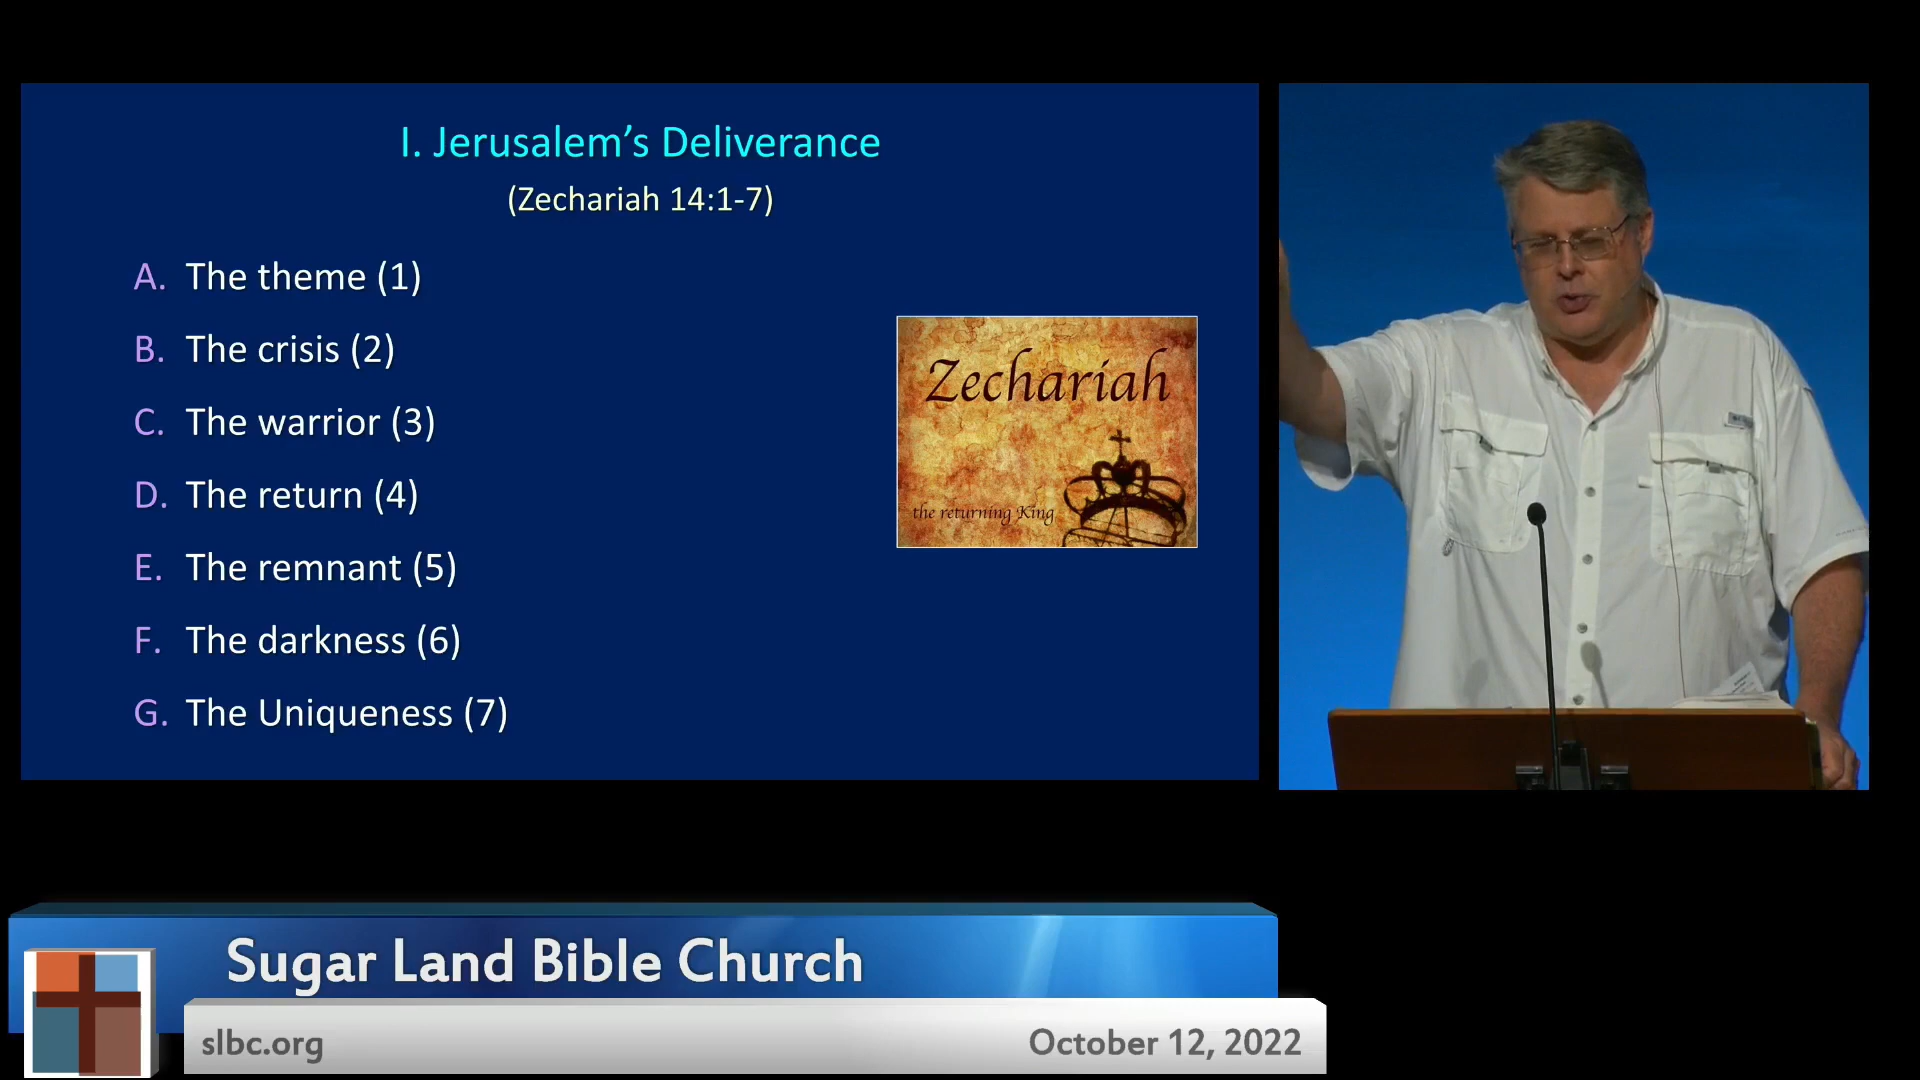 I. Jerusalem’s Deliverance
(Zechariah 14:1-7)
A. The theme (1)
B. The crisis (2)
C. The warrior (3)
D. The return (4)
E. The remnant (5)
F. The darkness (6)
G. The Uniqueness (7)
Zechariah
the returning King
Sugar Land Bible Church
slbc.org
October 12, 2022